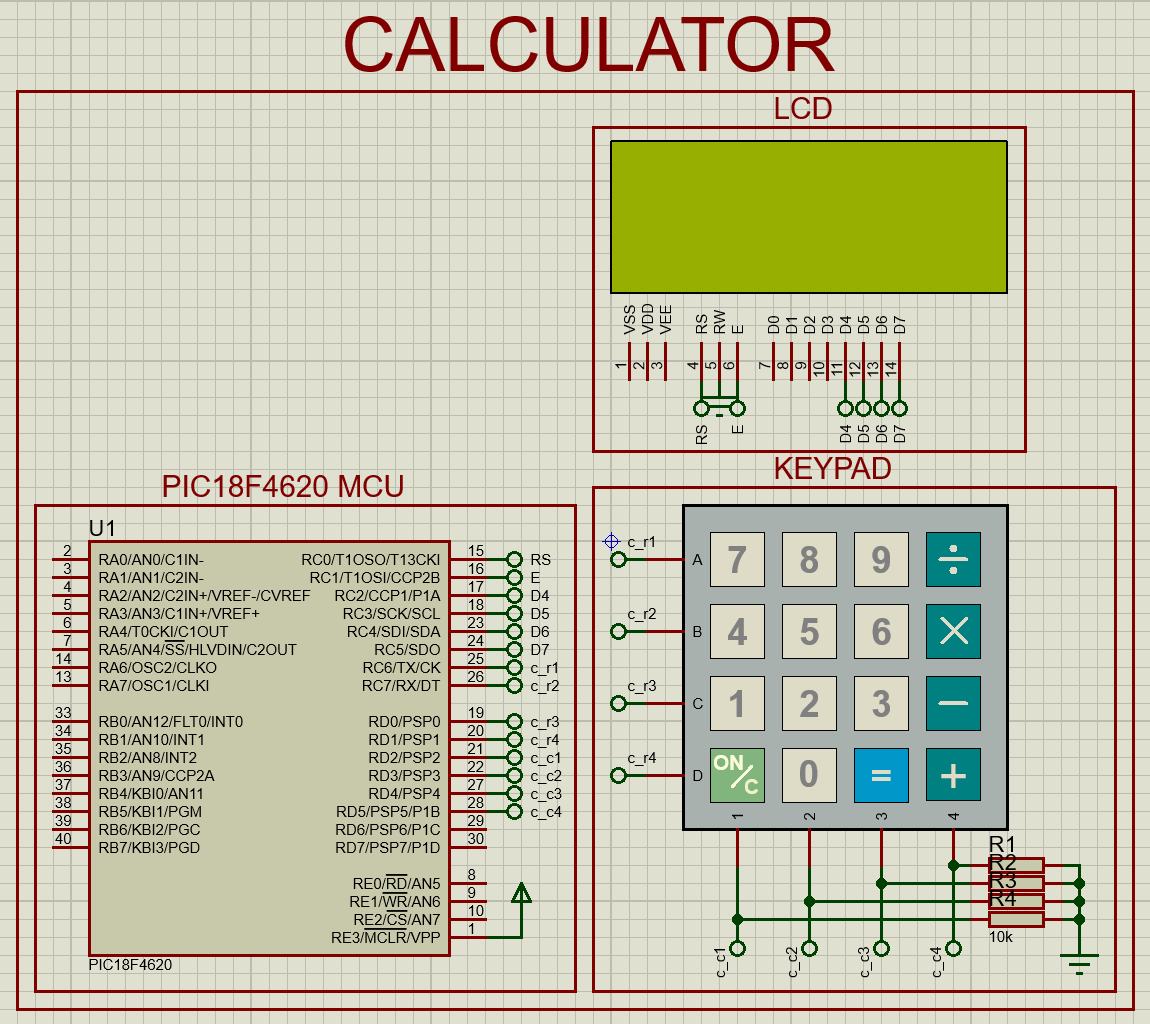 CALCULATOR
LCD
VSS
VDD
VEE
RS
RW
E
D0
D1
D2
D3
D4
D5
D6
D7
1
2
3
4
5
6
7
8
9
10
11
12
13
14
RS
E
D4
D5
D6
D7
PIC18F4620 MCU
U1
2 RA0/AN0/C1IN- RC0/T1OSO/T13CKI 15 RS
3 RA1/AN1/C2IN- RC1/T1OSI/CCP2B 16 E
4 RA2/AN2/C2IN+/VREF-/CVREF RC2/CCP1/P1A 17 D4
5 RA3/AN3/C1IN+/VREF+ RC3/SCK/SCL 18 D5
6 RA4/T0CKI/C1OUT RC4/SDI/SDA 23 D6
7 RA5/AN4/SS/HLVDIN/C2OUT RC5/SDO 24 D7
14 RA6/OSC2/CLKO RC6/TX/CK 25 c_r1
13 RA7/OSC1/CLKI RC7/RX/DT 26 c_r2
33 RB0/AN12/FLT0/INT0 RD0/PSP0 19 c_r3
34 RB1/AN10/INT1 RD1/PSP1 20 c_r4
35 RB2/AN8/INT2 RD2/PSP2 21 c_c1
36 RB3/AN9/CCP2A RD3/PSP3 22 c_c2
37 RB4/KBI0/AN11 RD4/PSP4 27 c_c3
38 RB5/KBI1/PGM RD5/PSP5/P1B 28 c_c4
39 RB6/KBI2/PGC RD6/PSP6/P1C 29
40 RB7/KBI3/PGD RD7/PSP7/P1D 30
RE0/RD/AN5 8
RE1/WR/AN6 9
RE2/CS/AN7 10
RE3/MCLR/VPP 1
PIC18F4620
KEYPAD
c_r1 A 7 8 9 ÷
c_r2 B 4 5 6 ×
c_r3 C 1 2 3 −
c_r4 D ON/C 0 = +
1 2 3 4
R1
R2
R3
R4
10k
c_c1 c_c2 c_c3 c_c4